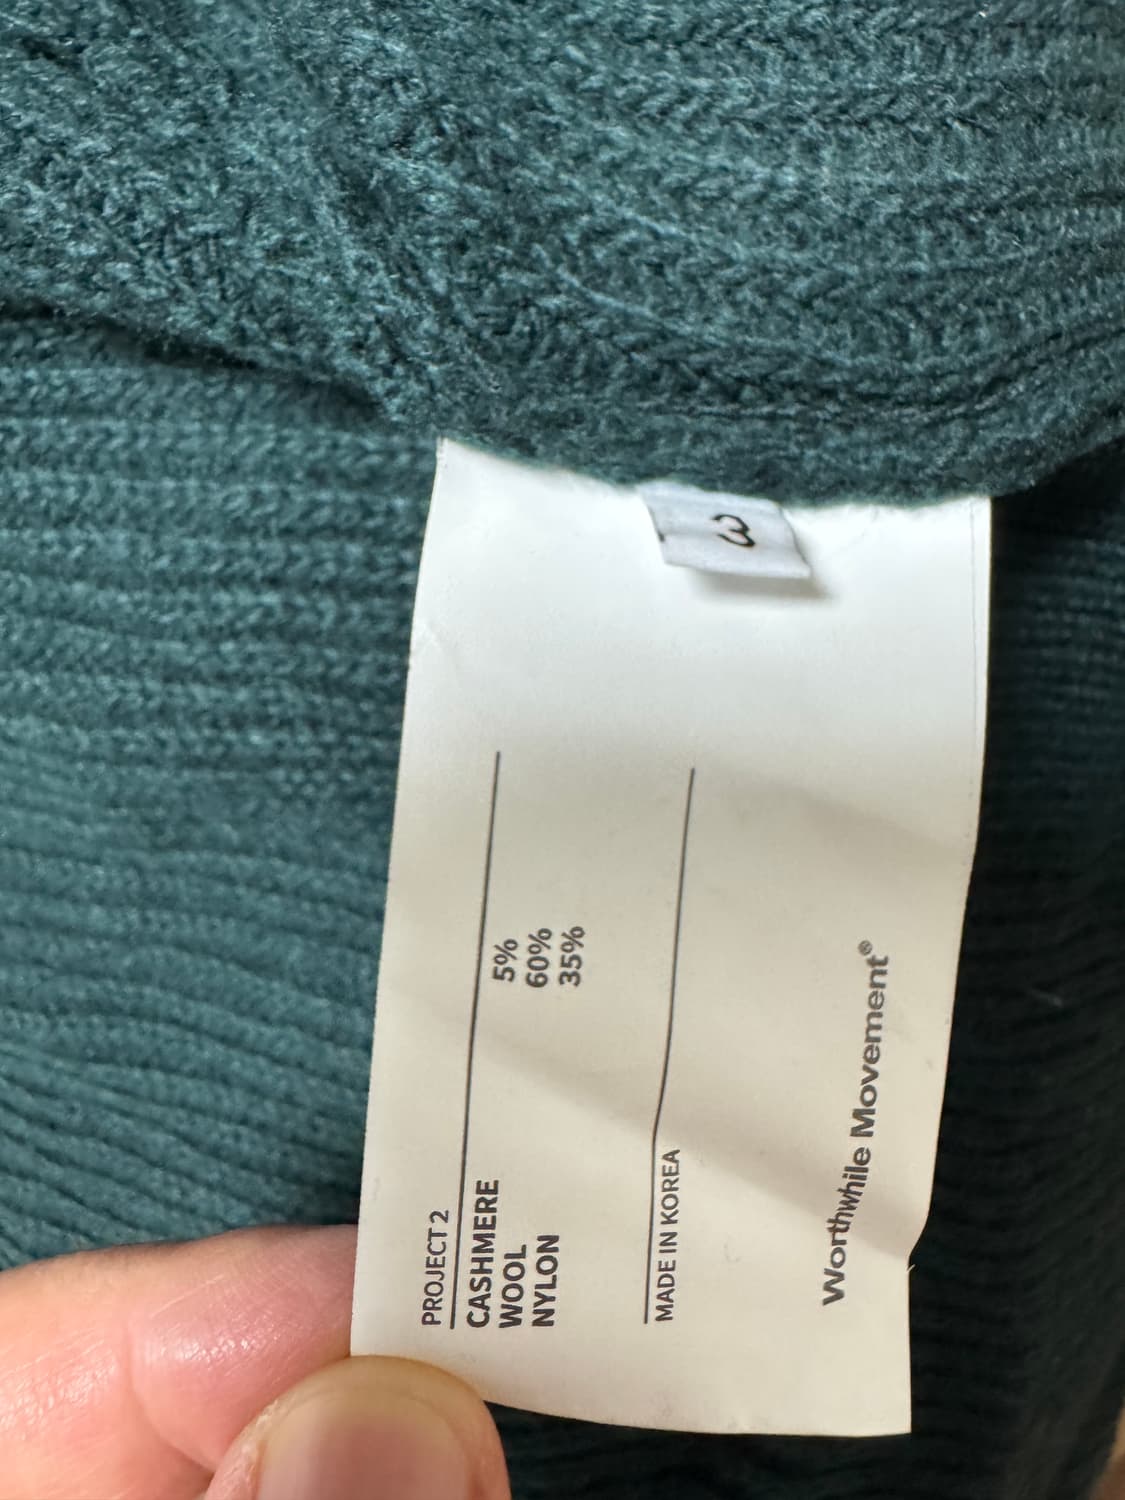 3
PROJECT 2
CASHMERE 5%
WOOL 60%
NYLON 35%
MADE IN KOREA
Worthwhile Movement®